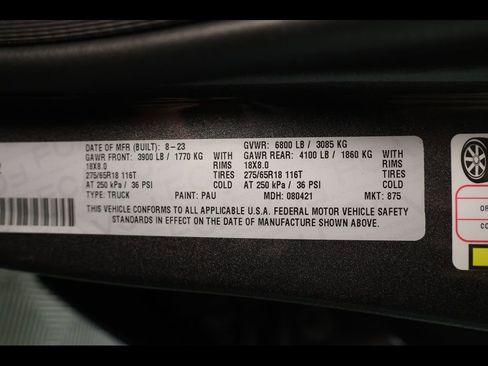 DATE OF MFR (BUILT): 8-23 GVWR: 6800 LB / 3085 KG
GAWR FRONT: 3900 LB / 1770 KG WITH GAWR REAR: 4100 LB / 1860 KG WITH
18X8.0 RIMS 18X8.0 RIMS
275/65R18 116T TIRES 275/65R18 116T TIRES
AT 250 kPa / 36 PSI COLD AT 250 kPa / 36 PSI COLD
TYPE: TRUCK PAINT: PAU MDH: 080421 MKT: 875
THIS VEHICLE CONFORMS TO ALL APPLICABLE U.S.A. FEDERAL MOTOR VEHICLE SAFETY
STANDARDS IN EFFECT ON THE DATE OF MANUFACTURE SHOWN ABOVE.